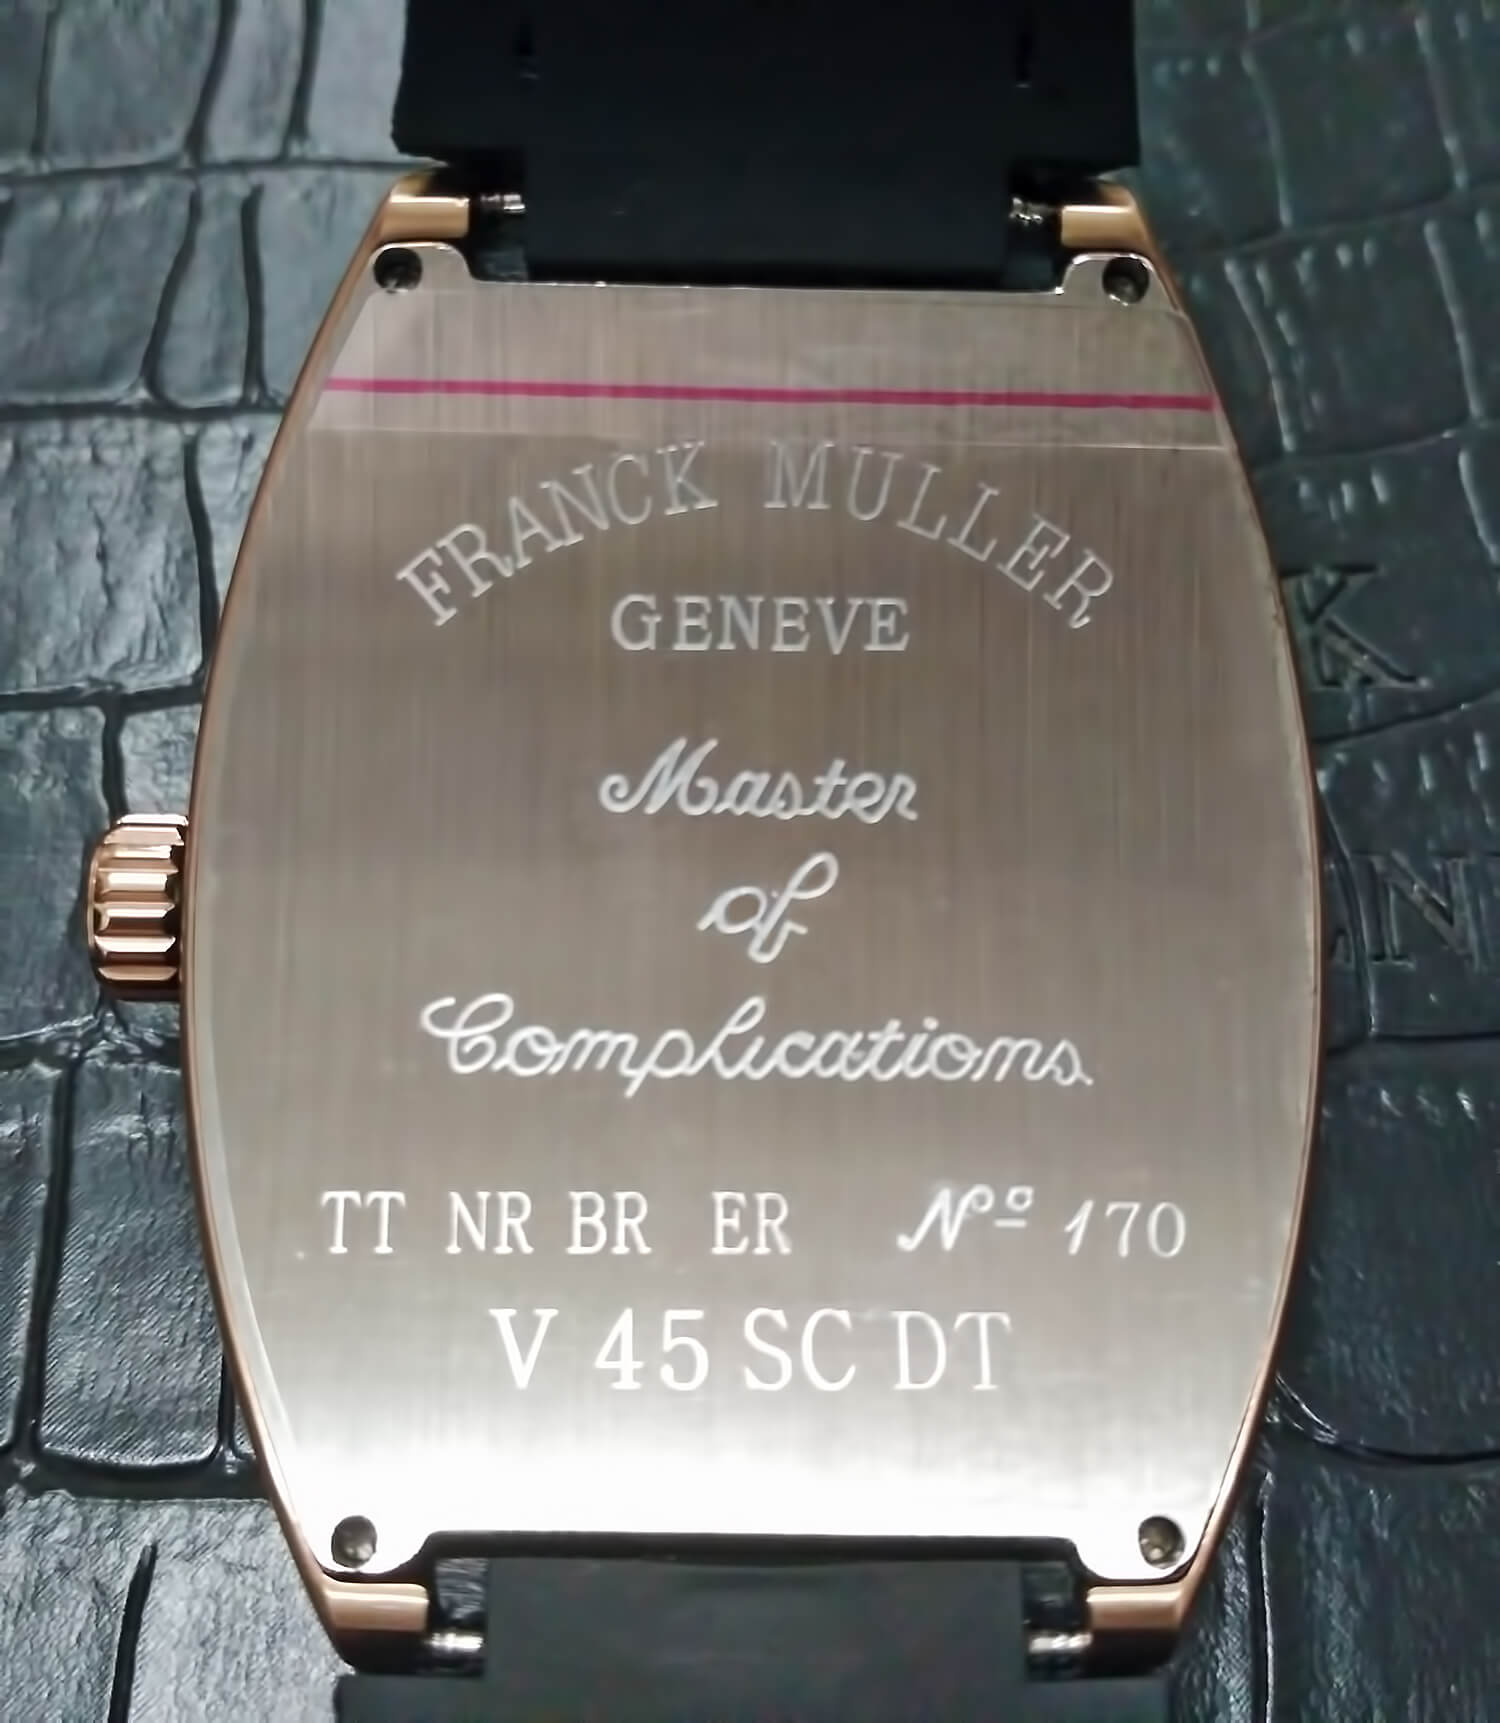 FRANCK MULLER
GENEVE
Master
of
Complications
TT NR BR ER Nº 170
V 45 SC DT
K
N